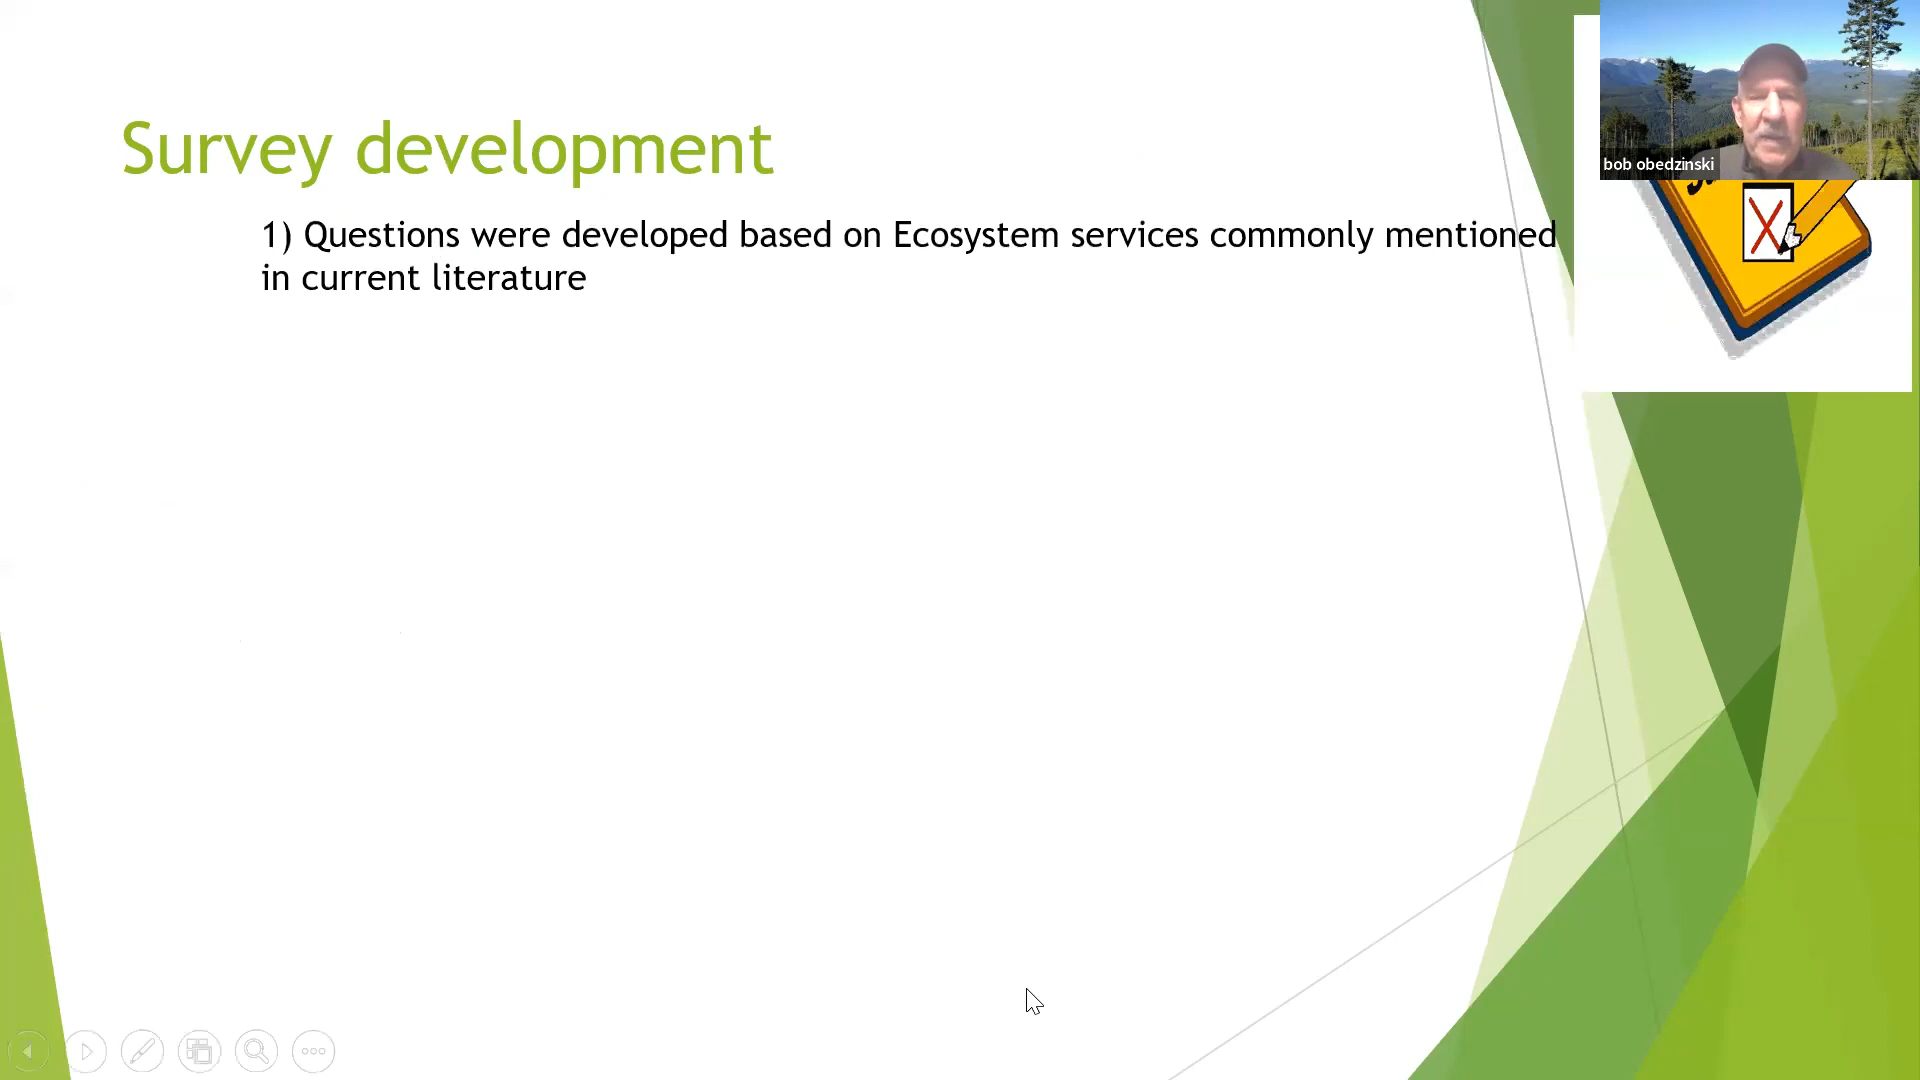 Survey development
1) Questions were developed based on Ecosystem services commonly mentioned
in current literature
bob obedzinski